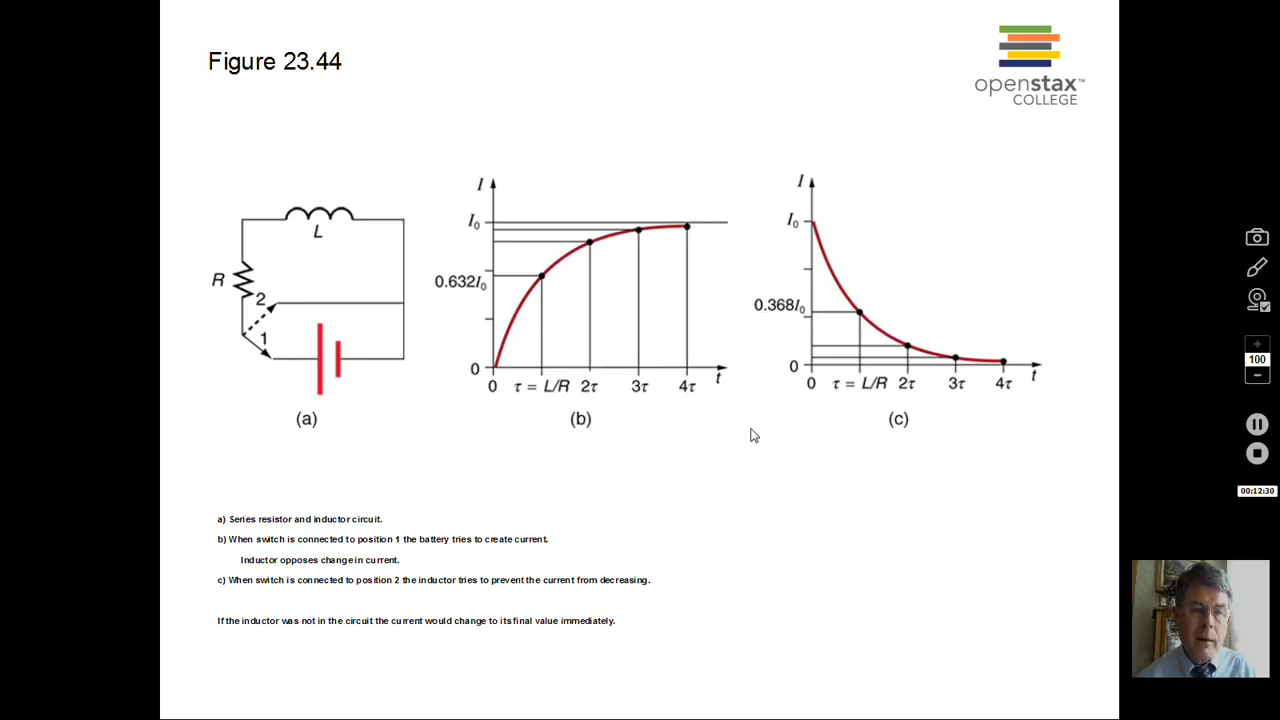 Figure 23.44
openstax™
COLLEGE
L
R
2
1
(a)
I
I₀
0.632I₀
0
0 τ = L/R 2τ 3τ 4τ t
(b)
I
I₀
0.368I₀
0
0 τ = L/R 2τ 3τ 4τ t
(c)
a) Series resistor and inductor circuit.
b) When switch is connected to position 1 the battery tries to create current.
Inductor opposes change in current.
c) When switch is connected to position 2 the inductor tries to prevent the current from decreasing.
If the inductor was not in the circuit the current would change to its final value immediately.
+
100
−
00:12:30